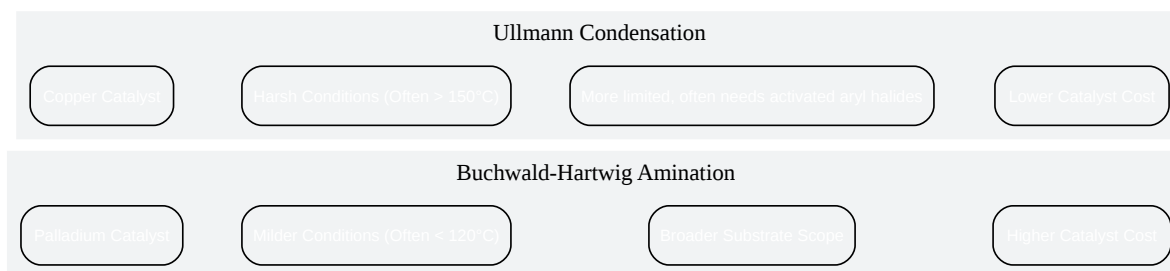 Ullmann Condensation
Copper Catalyst
Harsh Conditions (Often > 150°C)
More limited, often needs activated aryl halides
Lower Catalyst Cost
Buchwald-Hartwig Amination
Palladium Catalyst
Milder Conditions (Often < 120°C)
Broader Substrate Scope
Higher Catalyst Cost